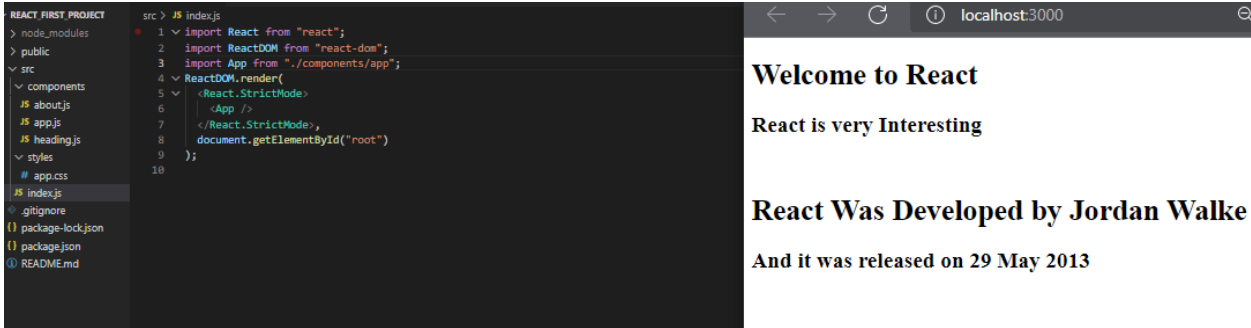 REACT_FIRST_PROJECT
> node_modules
> public
src
components
JS about.js
JS app.js
JS heading.js
styles
# app.css
JS index.js
.gitignore
{} package-lock.json
{} package.json
README.md
src > JS index.js
1 import React from "react";
2 import ReactDOM from "react-dom";
3 import App from "./components/app";
4 ReactDOM.render(
5 <React.StrictMode>
6 <App />
7 </React.StrictMode>,
8 document.getElementById("root")
9 );
10
localhost:3000
Welcome to React
React is very Interesting
React Was Developed by Jordan Walke
And it was released on 29 May 2013